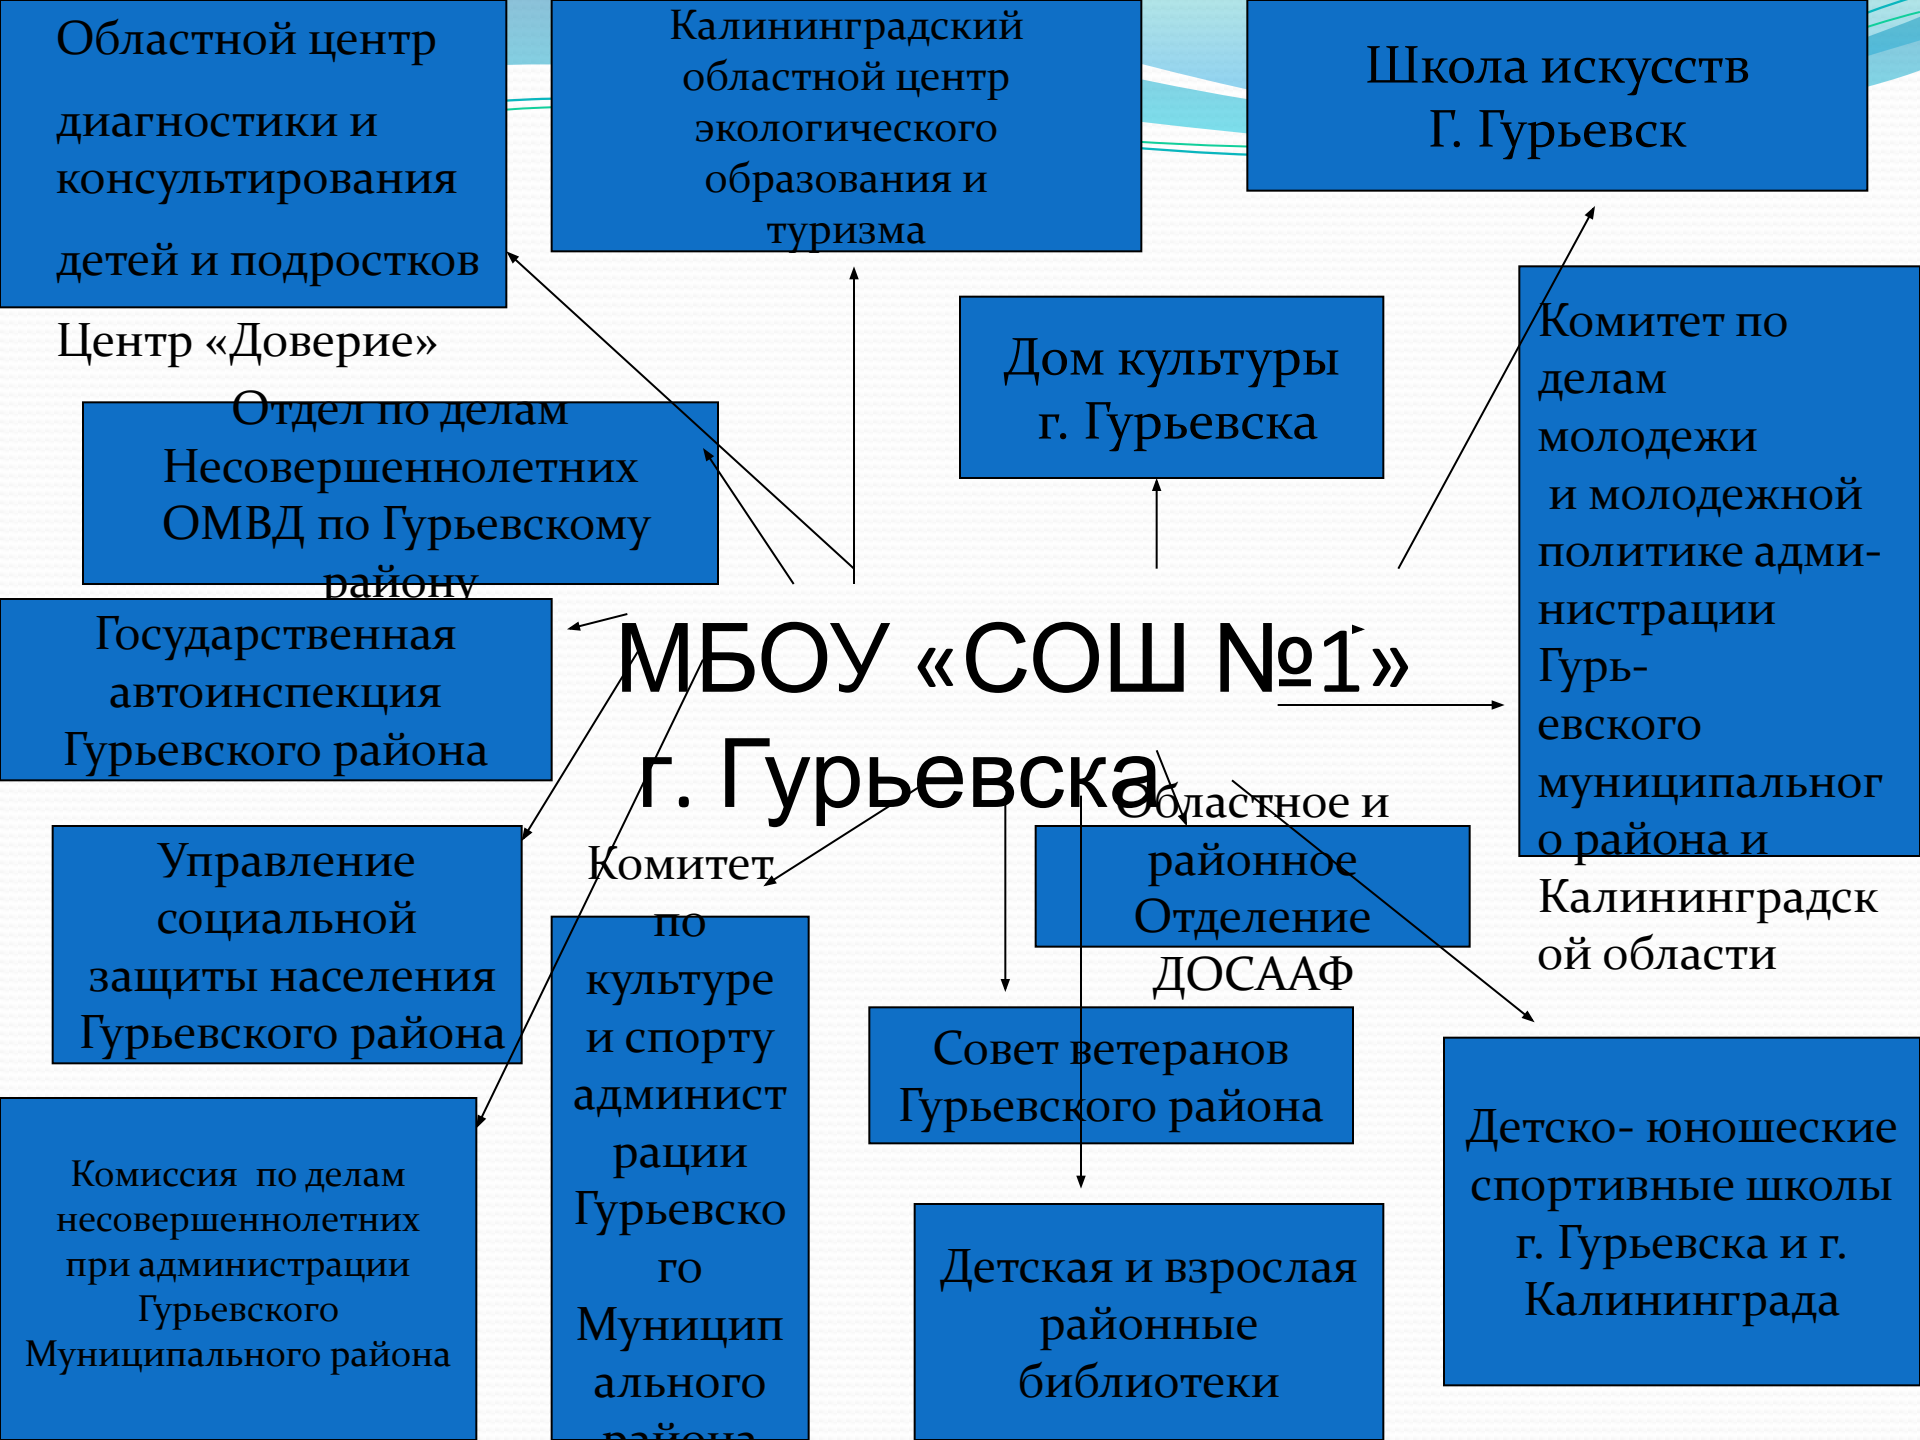 Областной центр
диагностики и
консультирования
детей и подростков
Центр «Доверие»
Калининградский
областной центр
экологического
образования и
туризма
Школа искусств
Г. Гурьевск
Дом культуры
г. Гурьевска
Комитет по
делам
молодежи
и молодежной
политике адми-
нистрации
Гурь-
евского
муниципальног
о района и
Калининградск
ой области
Отдел по делам
Несовершеннолетних
ОМВД по Гурьевскому
району
Государственная
автоинспекция
Гурьевского района
МБОУ «СОШ №1»
г. Гурьевска
Управление
социальной
защиты населения
Гурьевского района
Комитет
по
культуре
и спорту
админист
рации
Гурьевско
го
Муницип
ального
района
Областное и
районное
Отделение
ДОСААФ
Совет ветеранов
Гурьевского района
Комиссия по делам
несовершеннолетних
при администрации
Гурьевского
Муниципального района
Детская и взрослая
районные
библиотеки
Детско- юношеские
спортивные школы
г. Гурьевска и г.
Калининграда